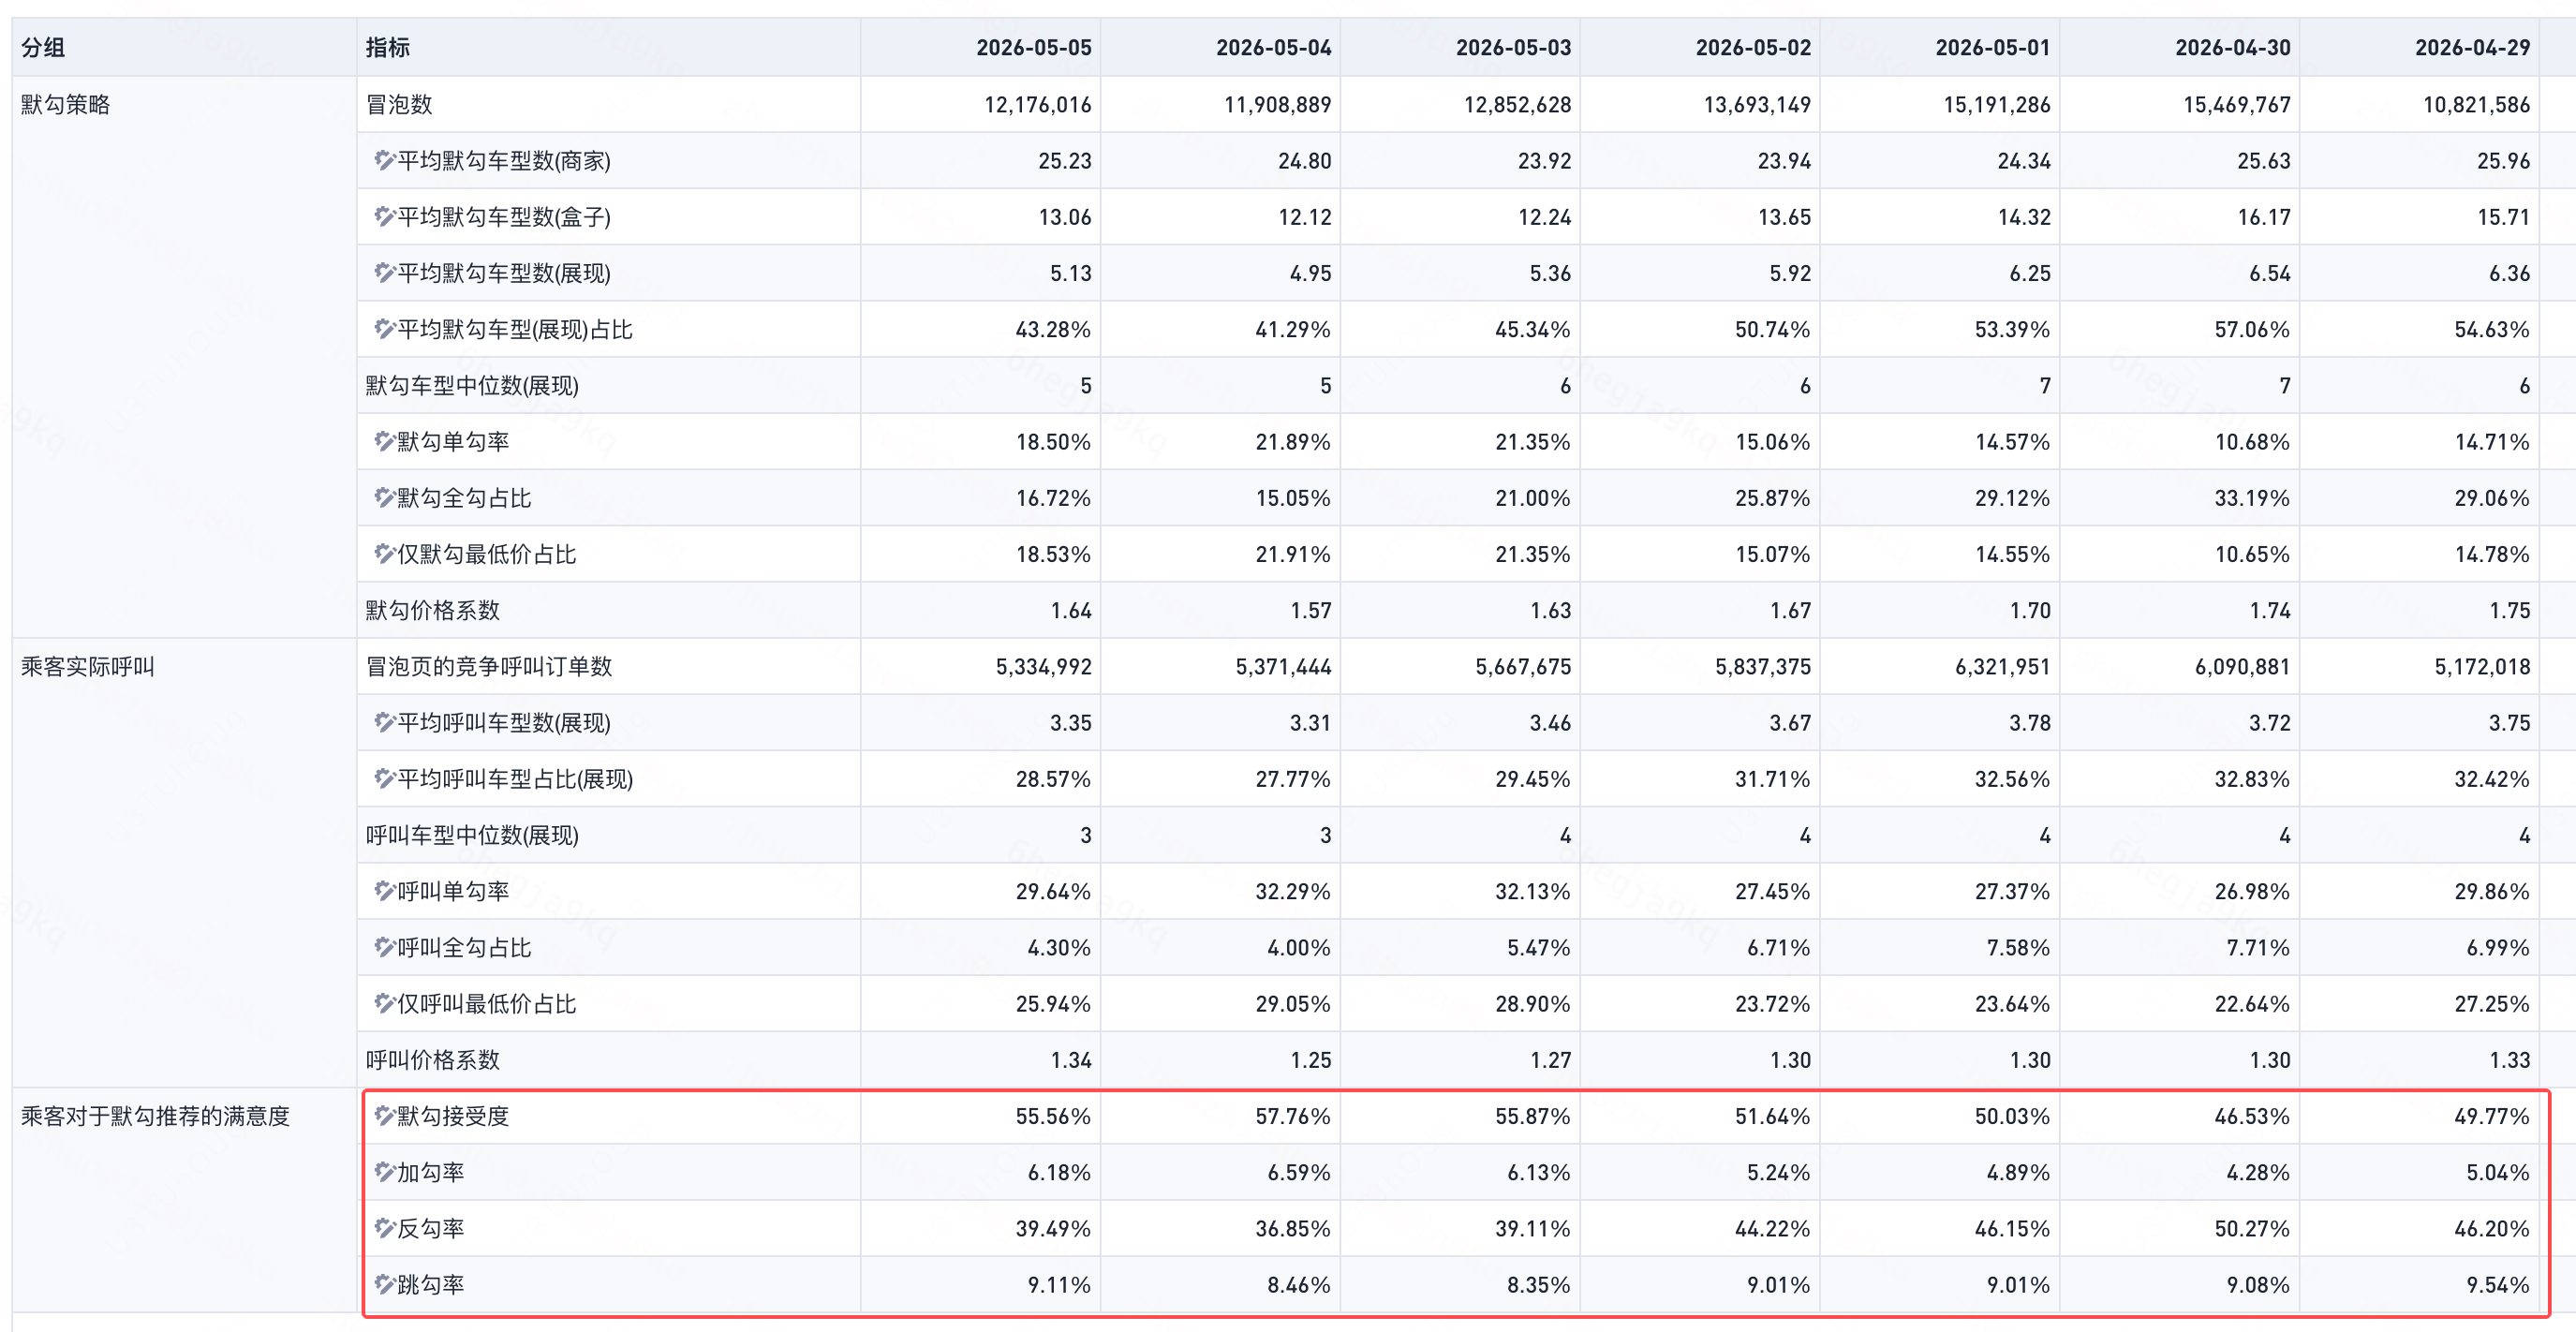 分组 指标 2026-05-05 2026-05-04 2026-05-03 2026-05-02 2026-05-01 2026-04-30 2026-04-29
默勾策略 冒泡数 12,176,016 11,908,889 12,852,628 13,693,149 15,191,286 15,469,767 10,821,586
平均默勾车型数(商家) 25.23 24.80 23.92 23.94 24.34 25.63 25.96
平均默勾车型数(盒子) 13.06 12.12 12.24 13.65 14.32 16.17 15.71
平均默勾车型数(展现) 5.13 4.95 5.36 5.92 6.25 6.54 6.36
平均默勾车型(展现)占比 43.28% 41.29% 45.34% 50.74% 53.39% 57.06% 54.63%
默勾车型中位数(展现) 5 5 6 6 7 7 6
默勾单勾率 18.50% 21.89% 21.35% 15.06% 14.57% 10.68% 14.71%
默勾全勾占比 16.72% 15.05% 21.00% 25.87% 29.12% 33.19% 29.06%
仅默勾最低价占比 18.53% 21.91% 21.35% 15.07% 14.55% 10.65% 14.78%
默勾价格系数 1.64 1.57 1.63 1.67 1.70 1.74 1.75
乘客实际呼叫 冒泡页的竞争呼叫订单数 5,334,992 5,371,444 5,667,675 5,837,375 6,321,951 6,090,881 5,172,018
平均呼叫车型数(展现) 3.35 3.31 3.46 3.67 3.78 3.72 3.75
平均呼叫车型占比(展现) 28.57% 27.77% 29.45% 31.71% 32.56% 32.83% 32.42%
呼叫车型中位数(展现) 3 3 4 4 4 4 4
呼叫单勾率 29.64% 32.29% 32.13% 27.45% 27.37% 26.98% 29.86%
呼叫全勾占比 4.30% 4.00% 5.47% 6.71% 7.58% 7.71% 6.99%
仅呼叫最低价占比 25.94% 29.05% 28.90% 23.72% 23.64% 22.64% 27.25%
呼叫价格系数 1.34 1.25 1.27 1.30 1.30 1.30 1.33
乘客对于默勾推荐的满意度 默勾接受度 55.56% 57.76% 55.87% 51.64% 50.03% 46.53% 49.77%
加勾率 6.18% 6.59% 6.13% 5.24% 4.89% 4.28% 5.04%
反勾率 39.49% 36.85% 39.11% 44.22% 46.15% 50.27% 46.20%
跳勾率 9.11% 8.46% 8.35% 9.01% 9.01% 9.08% 9.54%